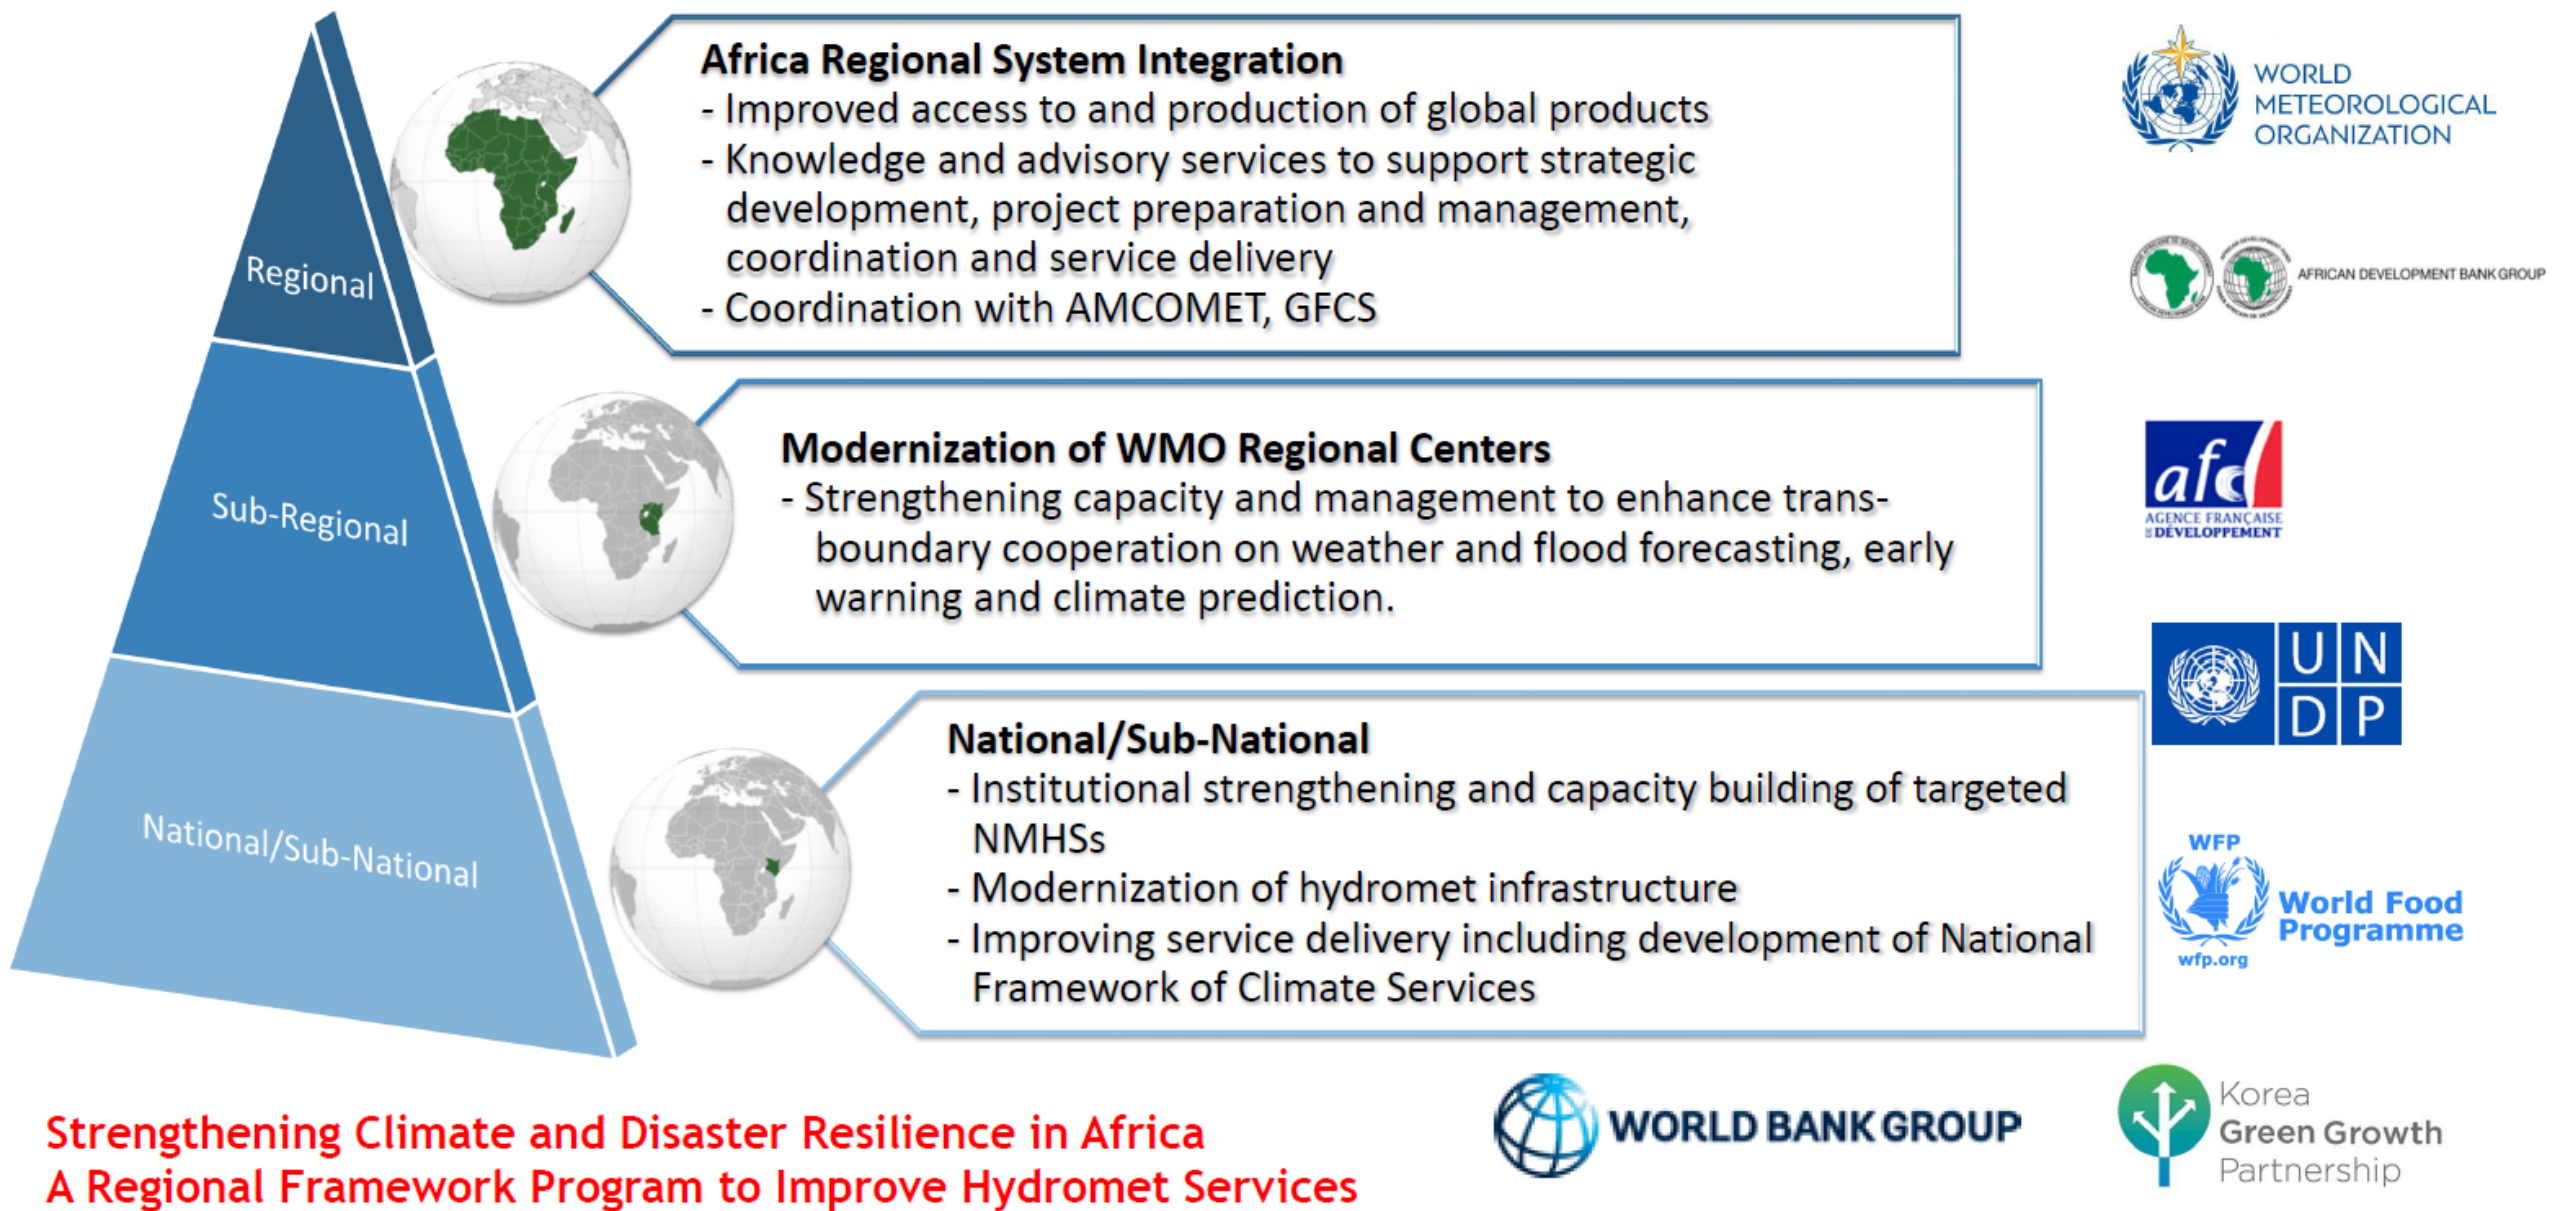 Regional
Sub-Regional
National/Sub-National
Africa Regional System Integration
- Improved access to and production of global products
- Knowledge and advisory services to support strategic
development, project preparation and management,
coordination and service delivery
- Coordination with AMCOMET, GFCS
Modernization of WMO Regional Centers
- Strengthening capacity and management to enhance trans-
boundary cooperation on weather and flood forecasting, early
warning and climate prediction.
National/Sub-National
- Institutional strengthening and capacity building of targeted
NMHSs
- Modernization of hydromet infrastructure
- Improving service delivery including development of National
Framework of Climate Services
WORLD
METEOROLOGICAL
ORGANIZATION
AFRICAN DEVELOPMENT BANK GROUP
afd
AGENCE FRANÇAISE
DE DÉVELOPPEMENT
U N
D P
WFP
World Food
Programme
wfp.org
WORLD BANK GROUP
Korea
Green Growth
Partnership
Strengthening Climate and Disaster Resilience in Africa
A Regional Framework Program to Improve Hydromet Services